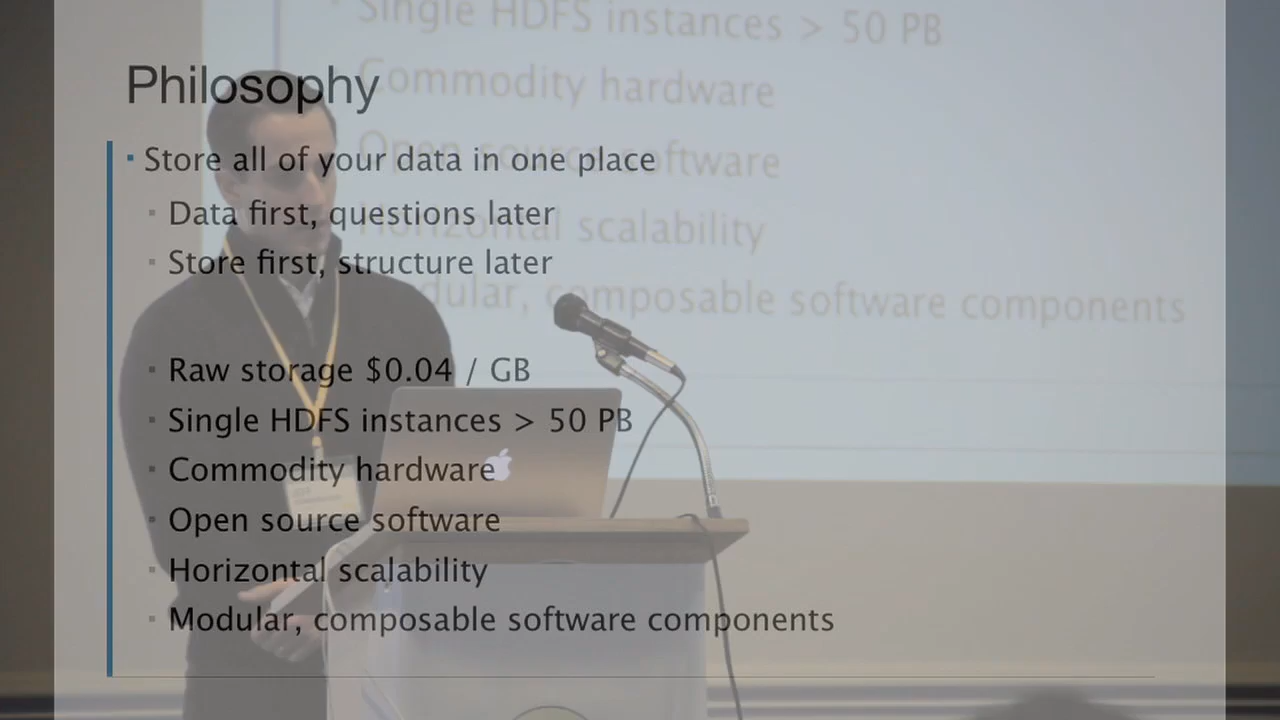 Philosophy
Store all of your data in one place
Data first, questions later
Store first, structure later
Raw storage $0.04 / GB
Single HDFS instances > 50 PB
Commodity hardware
Open source software
Horizontal scalability
Modular, composable software components
Single HDFS instances > 50 PB
Commodity hardware
Open source software
Horizontal scalability
dular, composable software components